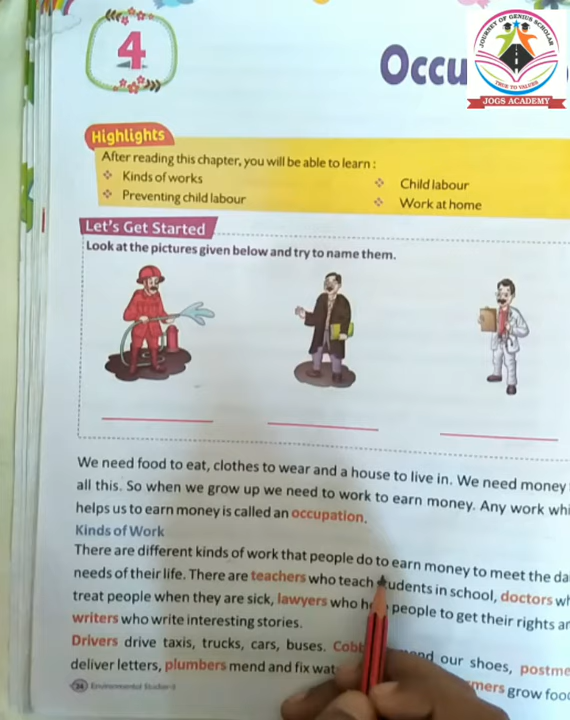 4
Occu
JOURNEY OF GENIUS SCHOLAR
TRUE TO VALUES
JOGS ACADEMY
Highlights
After reading this chapter, you will be able to learn :
Kinds of works
Child labour
Preventing child labour
Work at home
Let's Get Started
Look at the pictures given below and try to name them.
We need food to eat, clothes to wear and a house to live in. We need money
all this. So when we grow up we need to work to earn money. Any work whi
helps us to earn money is called an occupation.
Kinds of Work
There are different kinds of work that people do to earn money to meet the da
needs of their life. There are teachers who teach students in school, doctors wh
treat people when they are sick, lawyers who he people to get their rights an
writers who write interesting stories.
Drivers drive taxis, trucks, cars, buses. Cobb mend our shoes, postme
deliver letters, plumbers mend and fix wat mers grow food
34 Environmental Studies-3